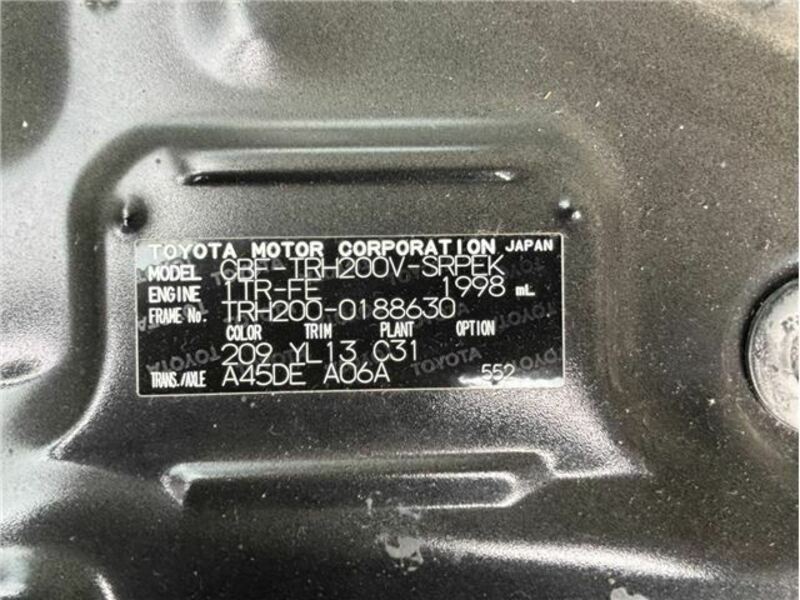 TOYOTA MOTOR CORPORATION JAPAN
MODEL CBF-TRH200V-SRPEK
ENGINE 1TR-FE 1998 mL
FRAME No. TRH200-0188630
COLOR TRIM PLANT OPTION
209 YL13 C31
TRANS./AXLE A45DE A06A 552